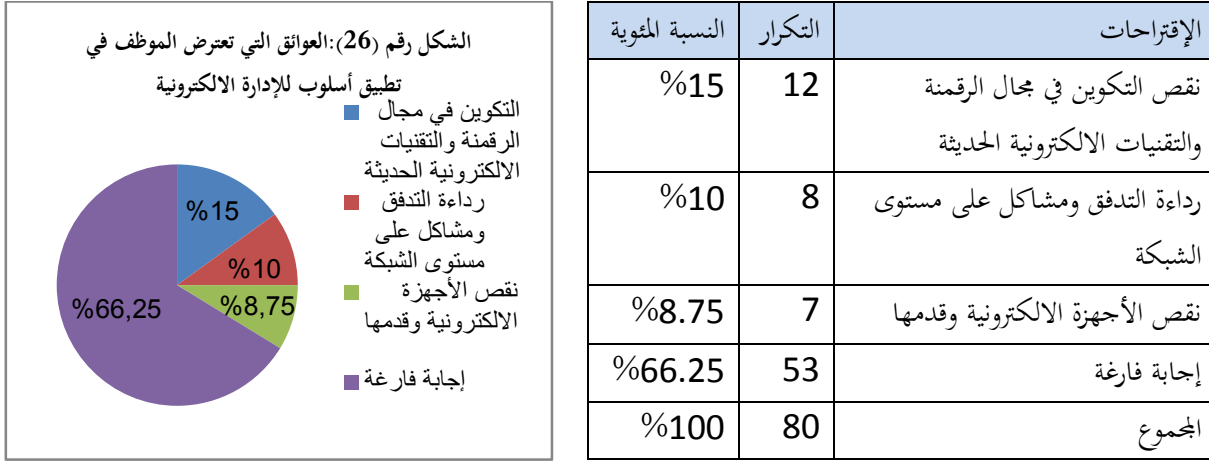 الإقتراحات التكرار النسبة المئوية
نقص التكوين في مجال الرقمنة 12 %15
والتقنيات الالكترونية الحديثة
رداءة التدفق ومشاكل على مستوى 8 %10
الشبكة
نقص الأجهزة الالكترونية وقدمها 7 %8.75
إجابة فارغة 53 %66.25
المجموع 80 %100
الشكل رقم (26):العوائق التي تعترض الموظف في
تطبيق أسلوب للإدارة الالكترونية
التكوين في مجال
الرقمنة والتقنيات
الالكترونية الحديثة
رداءة التدفق
ومشاكل على
مستوى الشبكة
نقص الأجهزة
الالكترونية وقدمها
إجابة فارغة
%15
%10
%8,75
%66,25